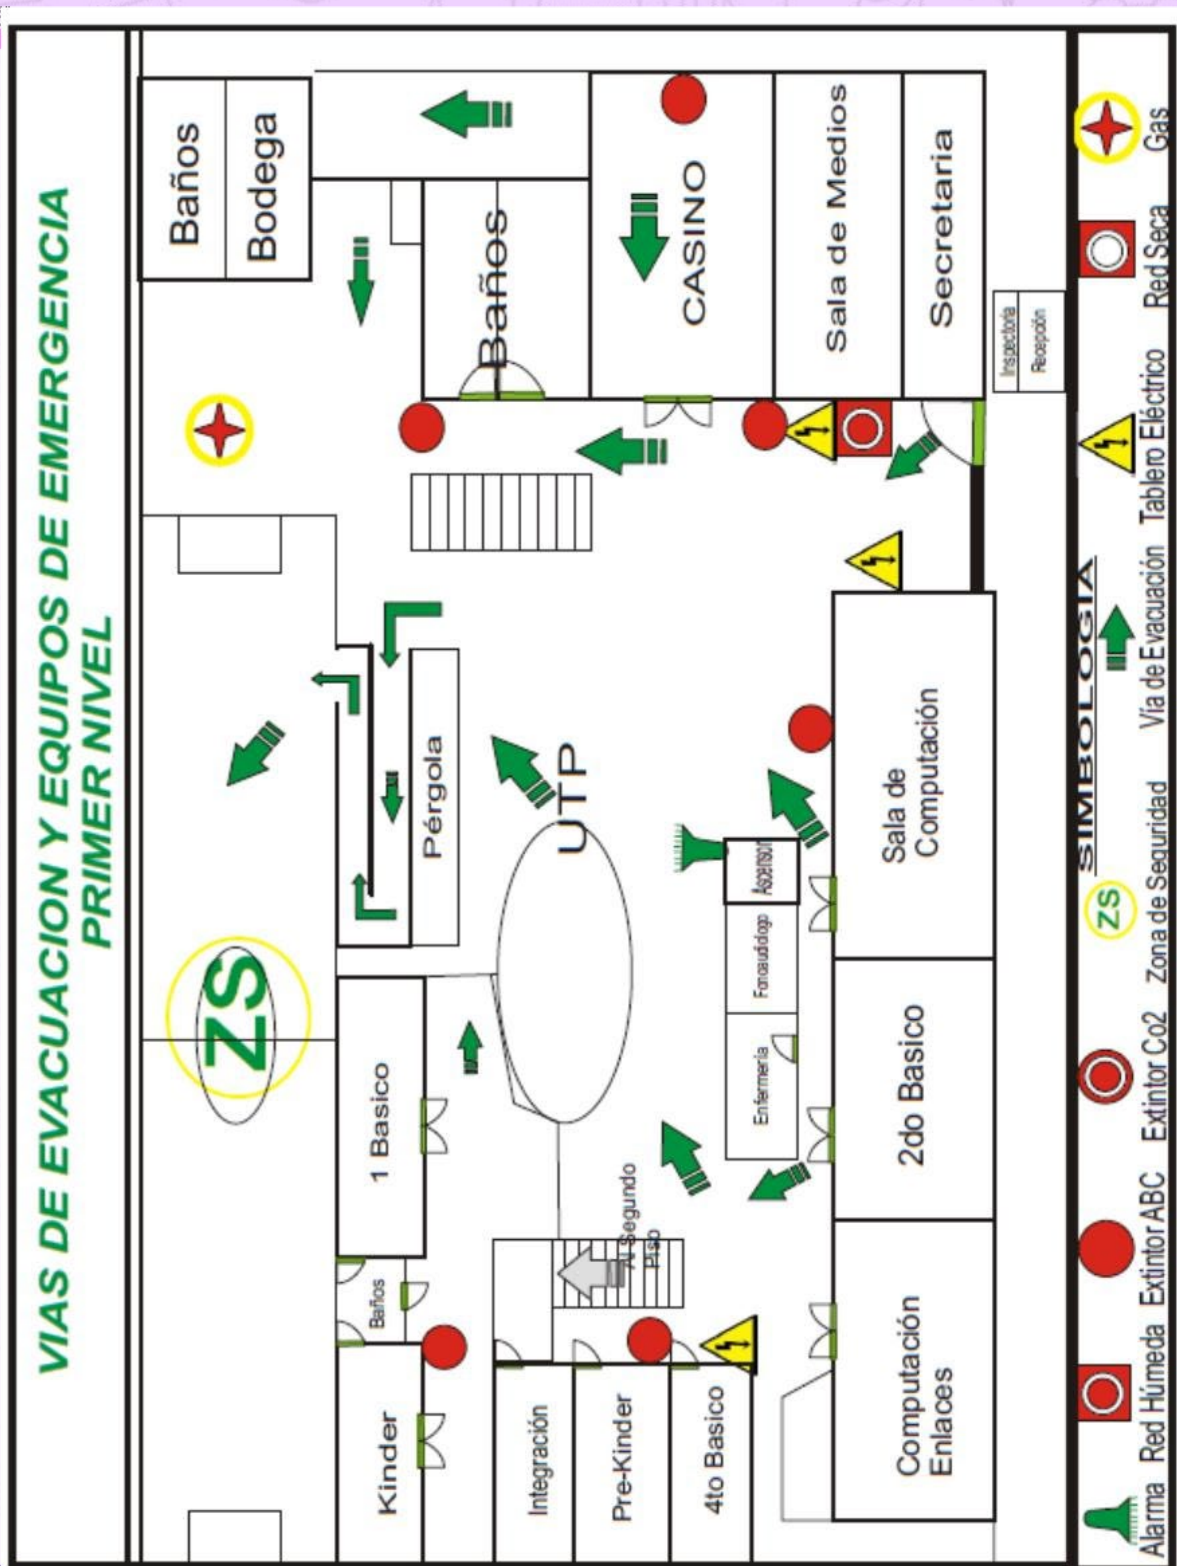 VIAS DE EVACUACION Y EQUIPOS DE EMERGENCIA
PRIMER NIVEL
Baños
Bodega
ZS
Kinder
Baños
1 Basico
Pérgola
Baños
CASINO
Sala de Medios
Secretaria
Inspectoria
Recepción
UTP
Al Segundo
Piso
Integración
Pre-Kinder
4to Basico
Enfermería
Fonoaudiologo
Ascensor
Computación
Enlaces
2do Basico
Sala de
Computación
SIMBOLOGIA
ZS
Alarma Red Húmeda Extintor ABC Extintor Co2 Zona de Seguridad Vía de Evacuación Tablero Eléctrico Red Seca Gas